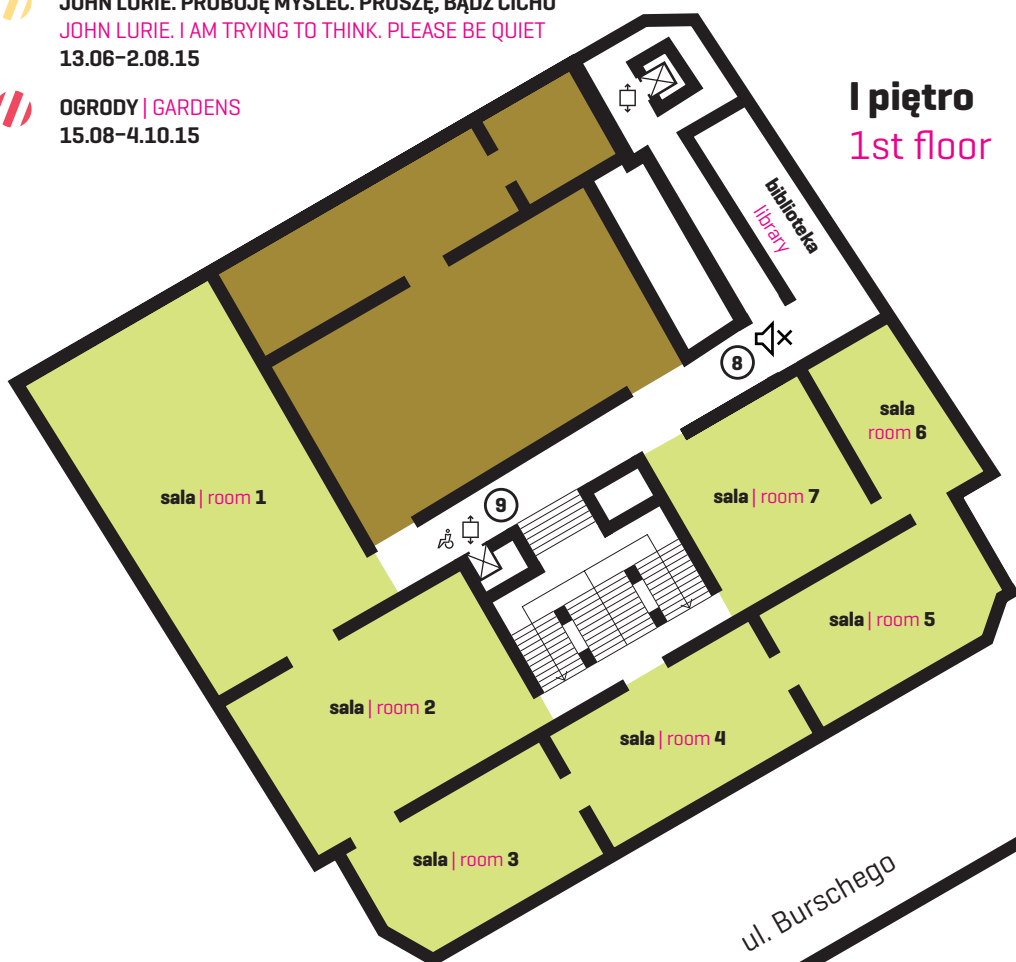 JOHN LURIE. PRÓBUJĘ MYŚLEĆ. PROSZĘ, BĄDŹ CICHO
JOHN LURIE. I AM TRYING TO THINK. PLEASE BE QUIET
13.06–2.08.15
OGRODY | GARDENS
15.08–4.10.15
I piętro
1st floor
biblioteka
library
8
sala
room 6
sala | room 1
sala | room 7
9
sala | room 5
sala | room 2
sala | room 4
sala | room 3
ul. Burschego